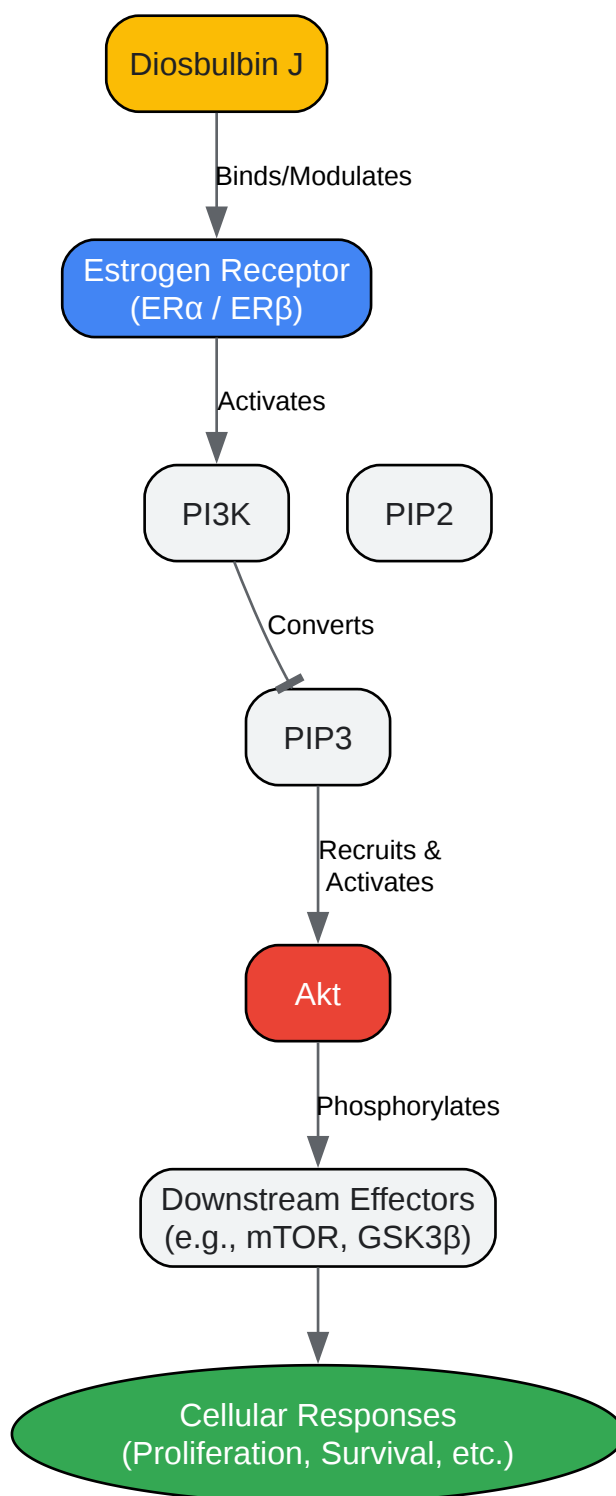 Diosbulbin J
Binds/Modulates
Estrogen Receptor
(ERα / ERβ)
Activates
PI3K
PIP2
Converts
PIP3
Recruits &
Activates
Akt
Phosphorylates
Downstream Effectors
(e.g., mTOR, GSK3β)
Cellular Responses
(Proliferation, Survival, etc.)